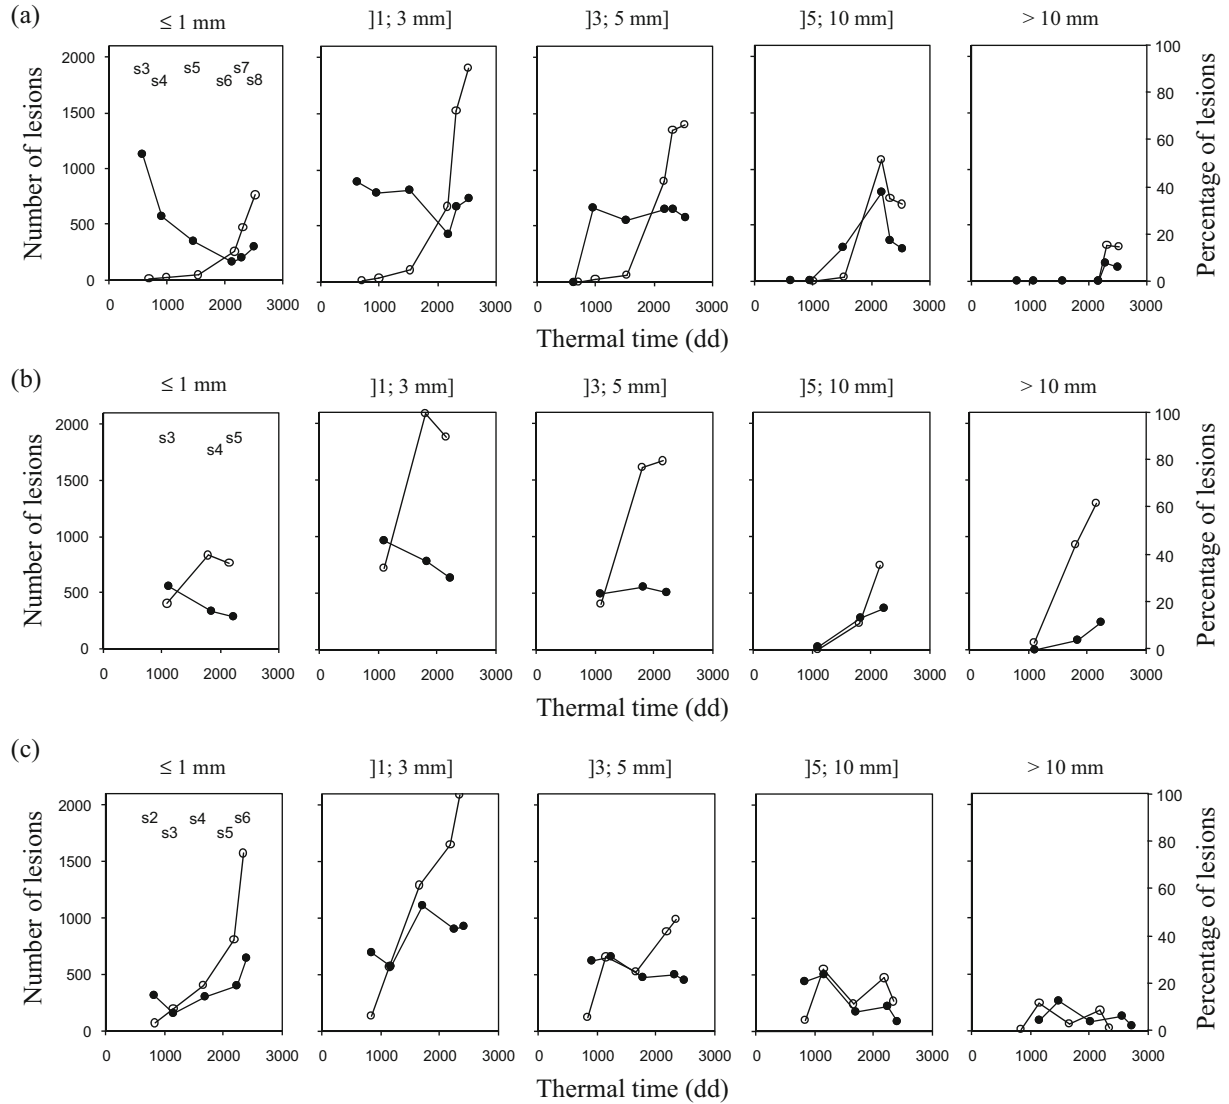 (a)
≤ 1 mm ]1; 3 mm] ]3; 5 mm] ]5; 10 mm] > 10 mm
Number of lesions
2000
1500
1000
500
0
s3 s4 s5 s6 s7 s8
100
80
60
40
20
0
Percentage of lesions
0 1000 2000 3000 0 1000 2000 3000 0 1000 2000 3000 0 1000 2000 3000 0 1000 2000 3000
Thermal time (dd)
(b)
≤ 1 mm ]1; 3 mm] ]3; 5 mm] ]5; 10 mm] > 10 mm
Number of lesions
2000
1500
1000
500
0
s3 s4 s5
100
80
60
40
20
0
Percentage of lesions
0 1000 2000 3000 0 1000 2000 3000 0 1000 2000 3000 0 1000 2000 3000 0 1000 2000 3000
Thermal time (dd)
(c)
≤ 1 mm ]1; 3 mm] ]3; 5 mm] ]5; 10 mm] > 10 mm
Number of lesions
2000
1500
1000
500
0
s2 s3 s4 s5 s6
100
80
60
40
20
0
Percentage of lesions
0 1000 2000 3000 0 1000 2000 3000 0 1000 2000 3000 0 1000 2000 3000 0 1000 2000 3000
Thermal time (dd)